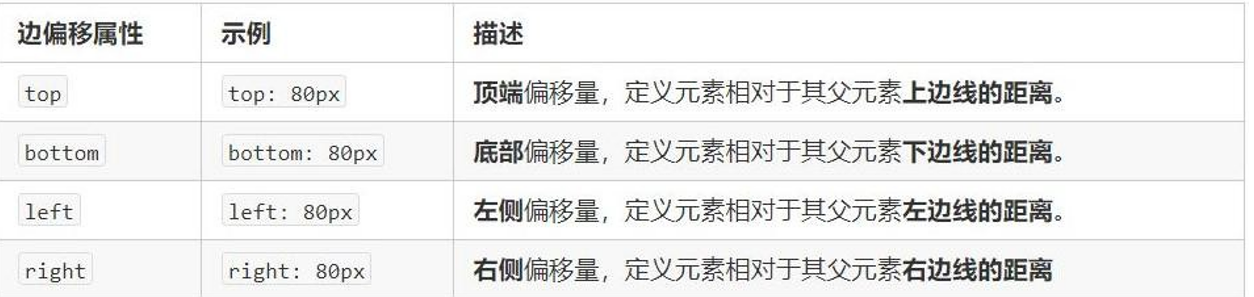 边偏移属性 示例 描述
top top: 80px 顶端偏移量，定义元素相对于其父元素上边线的距离。
bottom bottom: 80px 底部偏移量，定义元素相对于其父元素下边线的距离。
left left: 80px 左侧偏移量，定义元素相对于其父元素左边线的距离。
right right: 80px 右侧偏移量，定义元素相对于其父元素右边线的距离